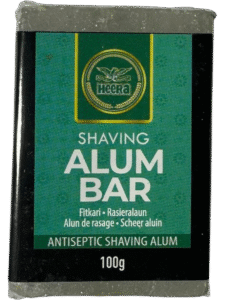 HEERA
SHAVING
ALUM
BAR
Fitkari • Rasieralaun
Alun de rasage • Scheer aluin
ANTISEPTIC SHAVING ALUM
100g